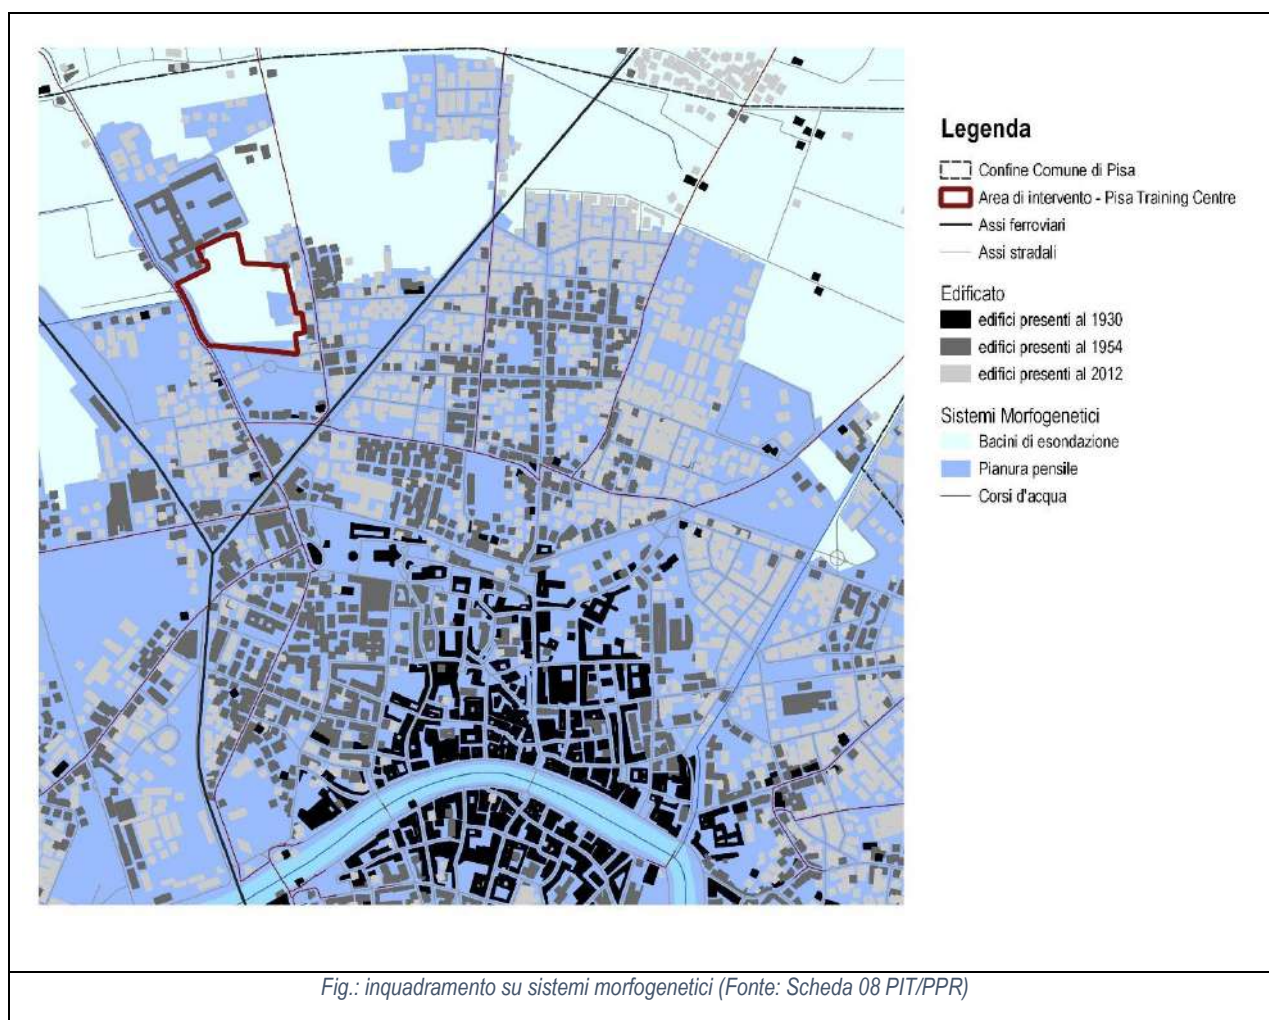 Legenda
Confine Comune di Pisa
Area di intervento - Pisa Training Centre
Assi ferroviari
Assi stradali
Edificato
edifici presenti al 1930
edifici presenti al 1954
edifici presenti al 2012
Sistemi Morfogenetici
Bacini di esondazione
Pianura pensile
Corsi d'acqua
Fig.: inquadramento su sistemi morfogenetici (Fonte: Scheda 08 PIT/PPR)